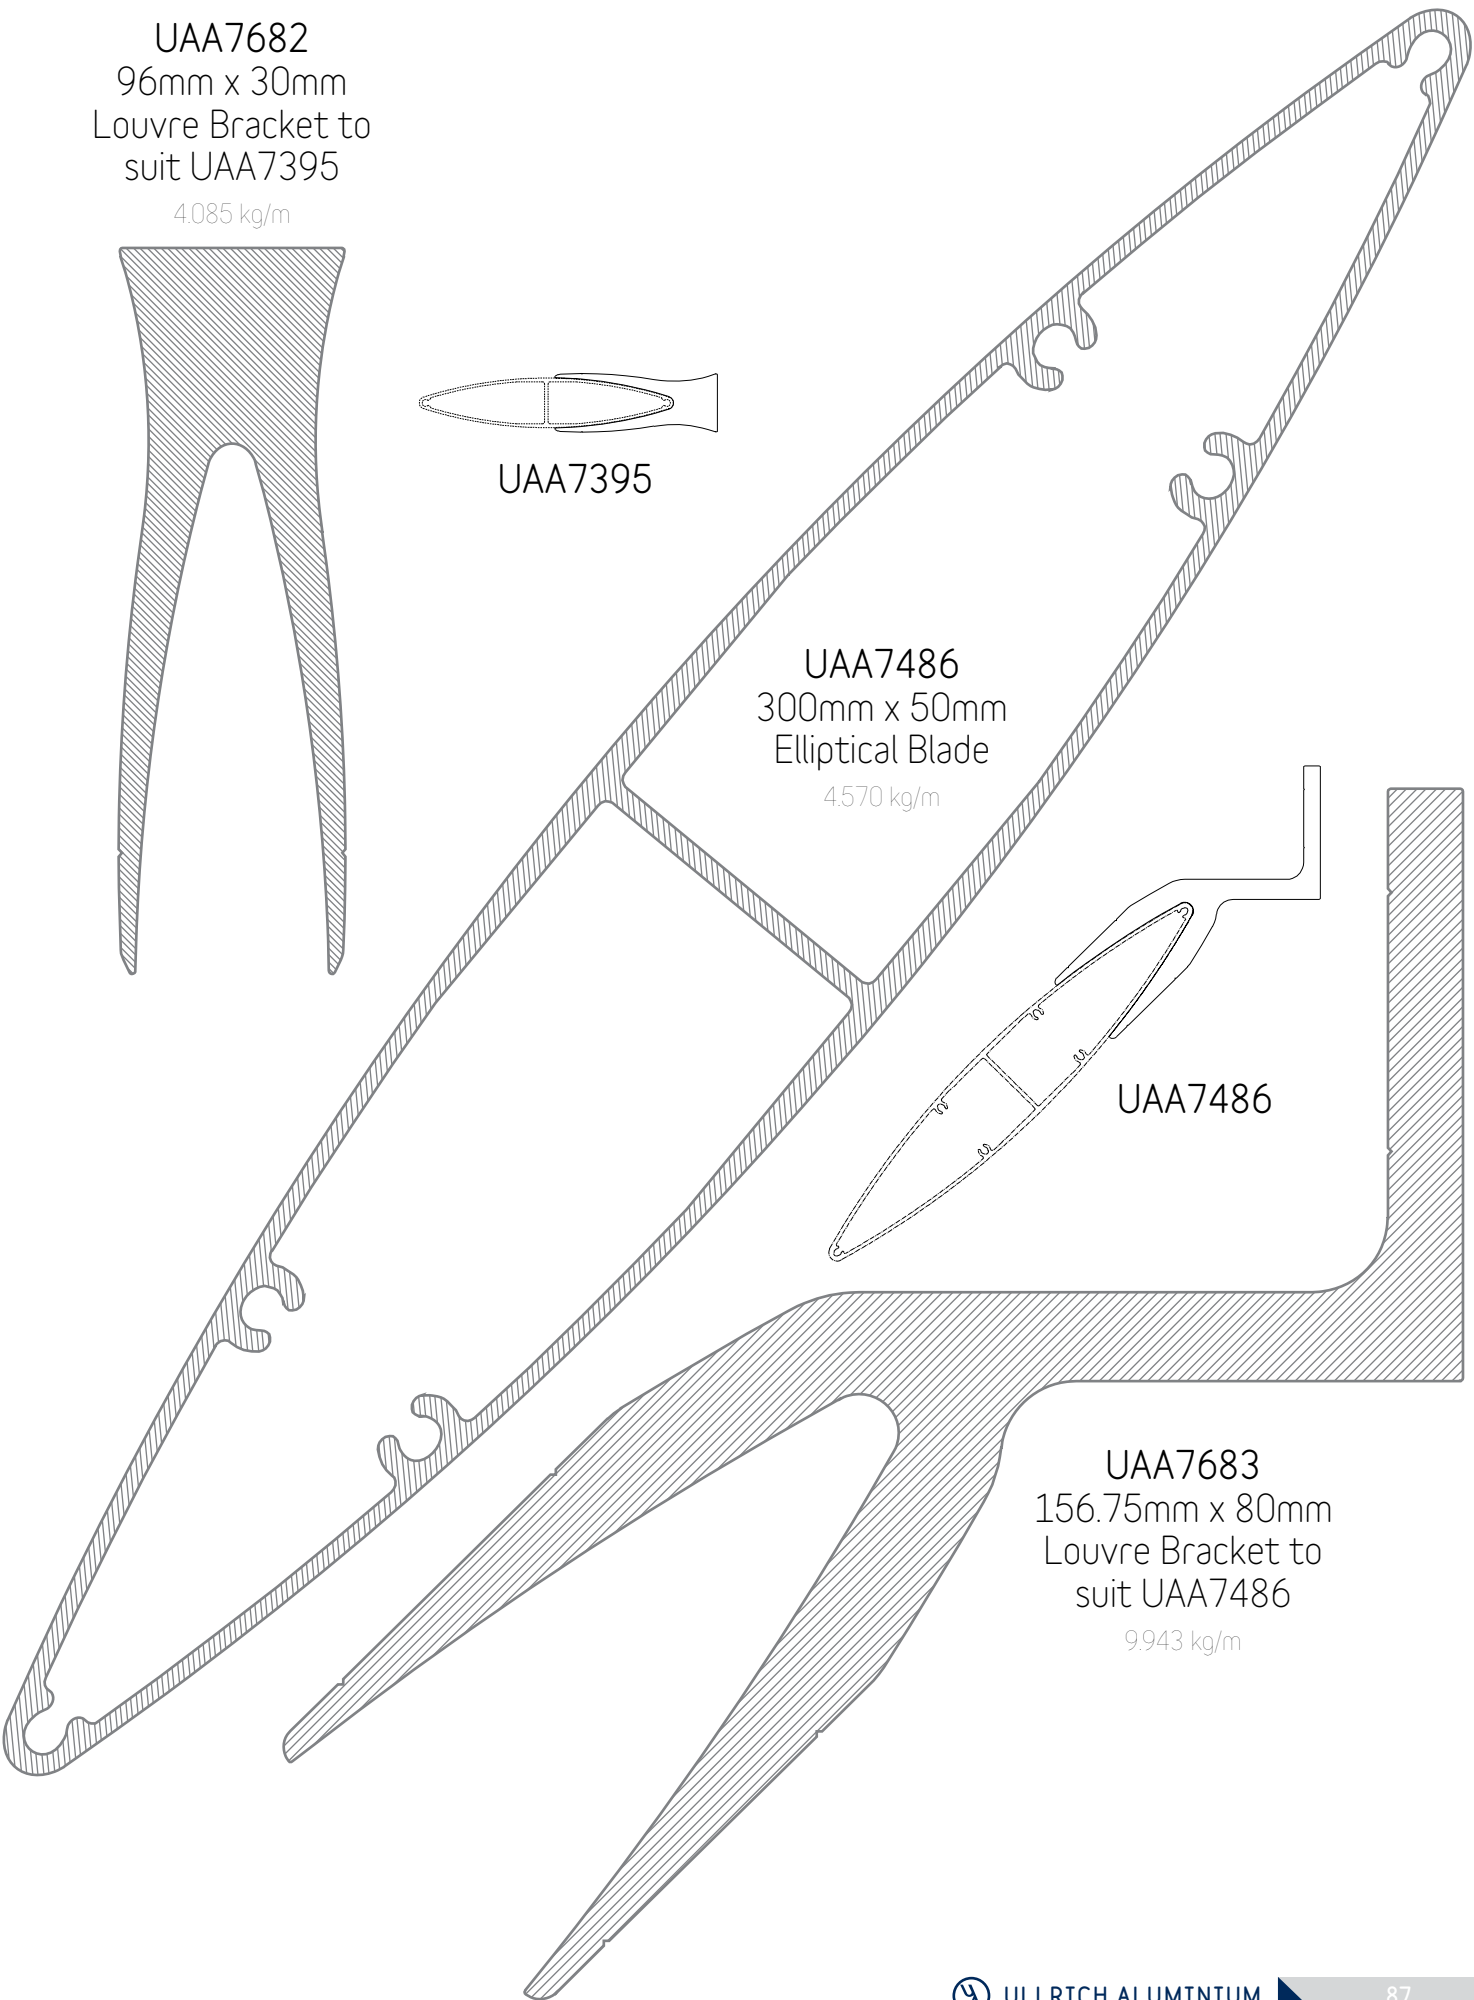 UAA7682
96mm x 30mm
Louvre Bracket to
suit UAA7395
4.085 kg/m
UAA7395
UAA7486
300mm x 50mm
Elliptical Blade
4.570 kg/m
UAA7486
UAA7683
156.75mm x 80mm
Louvre Bracket to
suit UAA7486
9.943 kg/m
ULLRICH ALUMINIUM
87